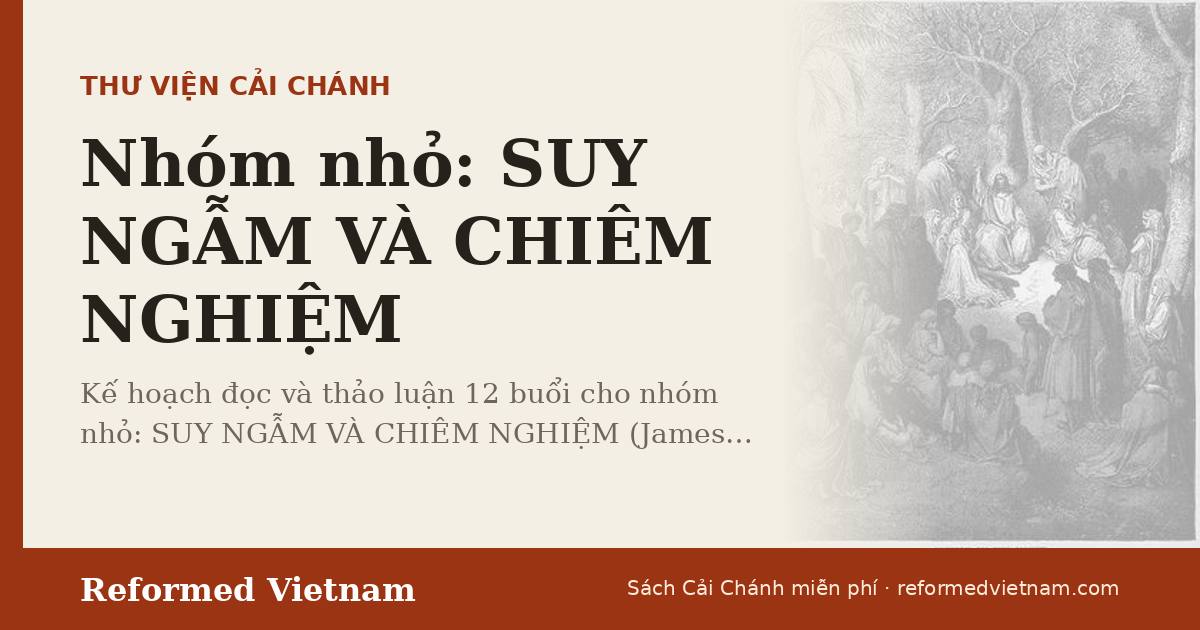 THƯ VIỆN CẢI CHÁNH
Nhóm nhỏ: SUY
NGẪM VÀ CHIÊM
NGHIỆM
Kế hoạch đọc và thảo luận 12 buổi cho nhóm
nhỏ: SUY NGẪM VÀ CHIÊM NGHIỆM (James…
Reformed Vietnam
Sách Cải Chánh miễn phí · reformedvietnam.com